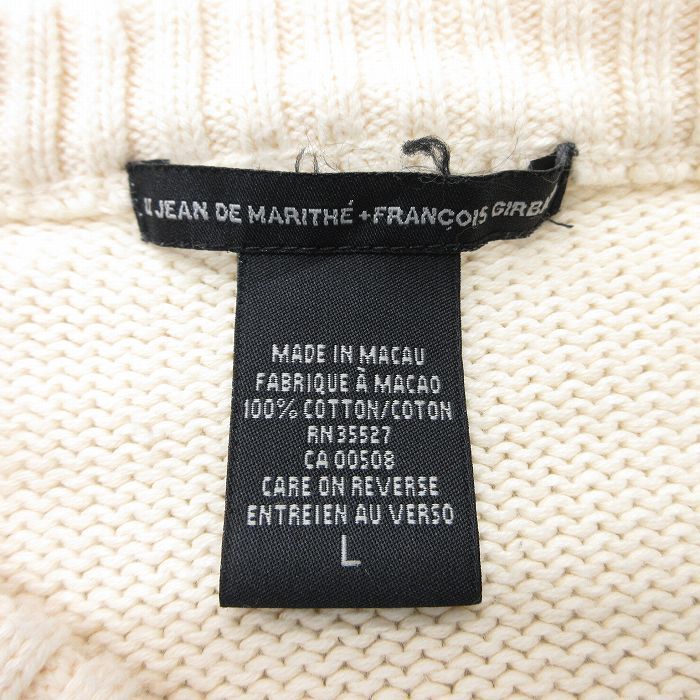 JEAN DE MARITHÉ + FRANÇOIS GIRBA
MADE IN MACAU
FABRIQUE À MACAO
100% COTTON/COTON
RN 35527
CA 00508
CARE ON REVERSE
ENTREIEN AU VERSO
L